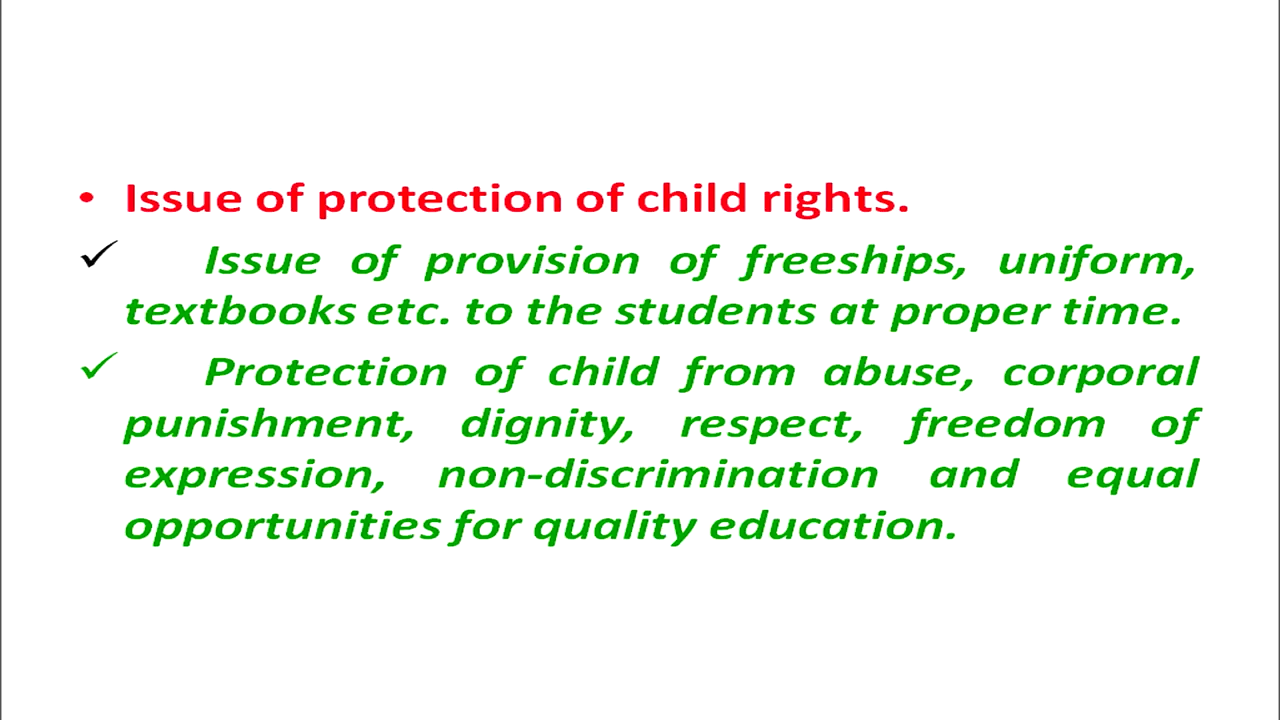 • Issue of protection of child rights.
✓ Issue of provision of freeships, uniform,
textbooks etc. to the students at proper time.
✓ Protection of child from abuse, corporal
punishment, dignity, respect, freedom of
expression, non-discrimination and equal
opportunities for quality education.